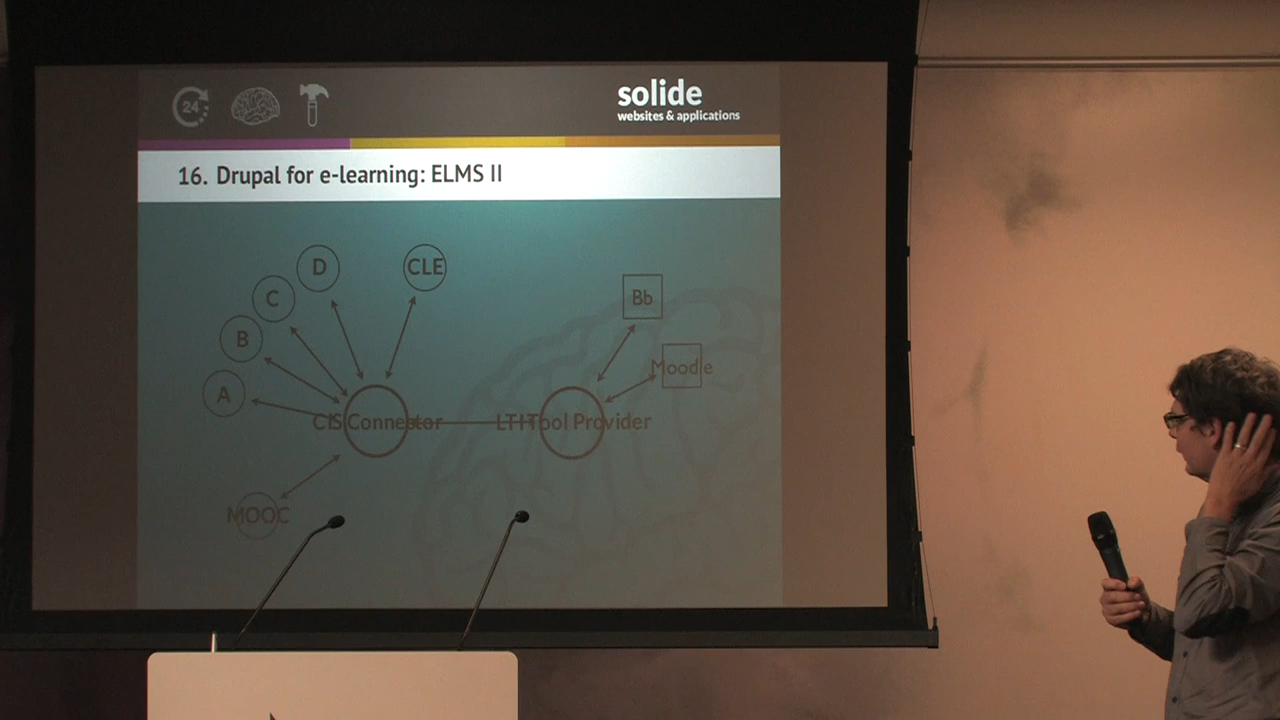 24
solide
websites & applications
16. Drupal for e-learning: ELMS II
D
CLE
C
Bb
B
Moodle
A
CIS Connector
LTI Tool Provider
MOOC